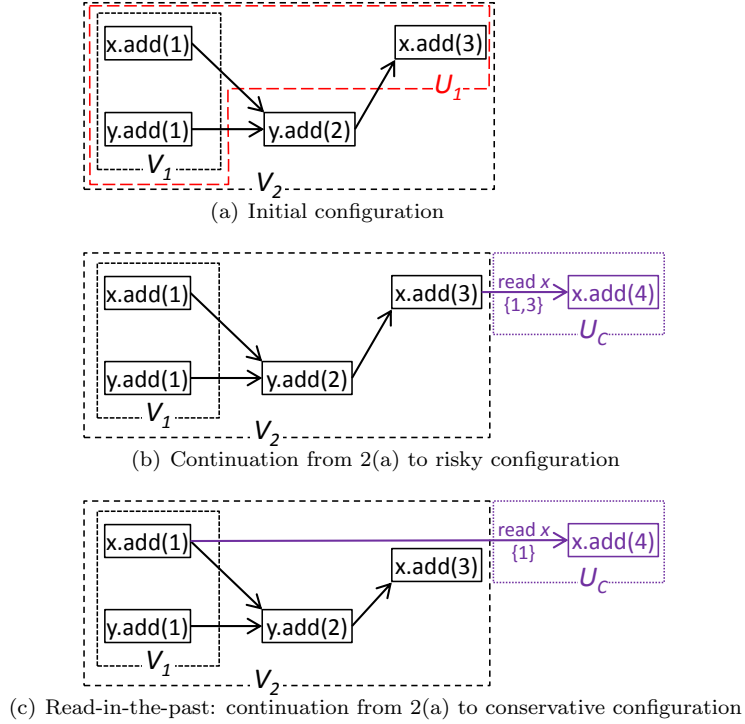 x.add(1)
x.add(3)
U1
y.add(1)
y.add(2)
V1
V2
(a) Initial configuration
x.add(1)
x.add(3)
read x
{1,3}
x.add(4)
UC
y.add(1)
y.add(2)
V1
V2
(b) Continuation from 2(a) to risky configuration
x.add(1)
read x
{1}
x.add(4)
x.add(3)
UC
y.add(1)
y.add(2)
V1
V2
(c) Read-in-the-past: continuation from 2(a) to conservative configuration